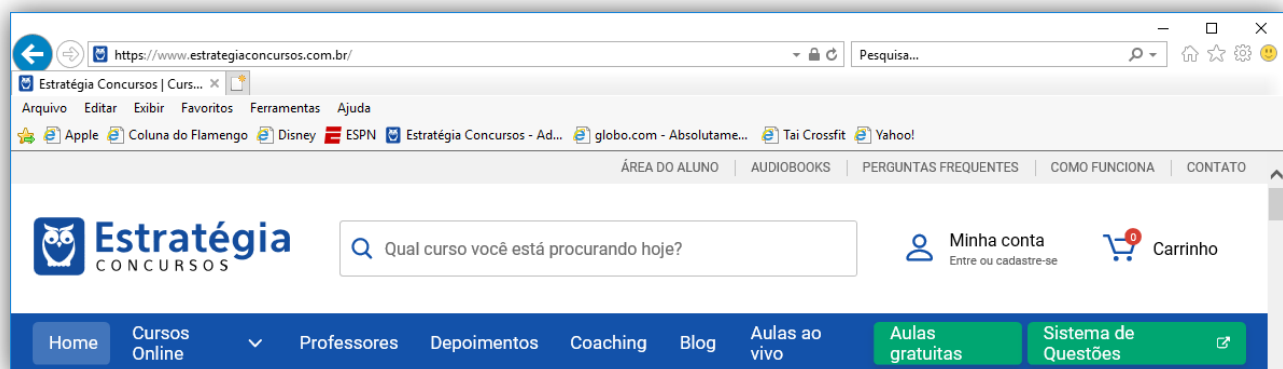 https://www.estrategiaconcursos.com.br/ Pesquisa...
Estratégia Concursos | Curs...
Arquivo Editar Exibir Favoritos Ferramentas Ajuda
Apple Coluna do Flamengo Disney ESPN Estratégia Concursos - Ad... globo.com - Absolutame... Tai Crossfit Yahoo!
ÁREA DO ALUNO | AUDIOBOOKS | PERGUNTAS FREQUENTES | COMO FUNCIONA | CONTATO
Estratégia
CONCURSOS
Qual curso você está procurando hoje?
Minha conta
Entre ou cadastre-se
0
Carrinho
Home
Cursos
Online
Professores
Depoimentos
Coaching
Blog
Aulas ao
vivo
Aulas
gratuitas
Sistema de
Questões